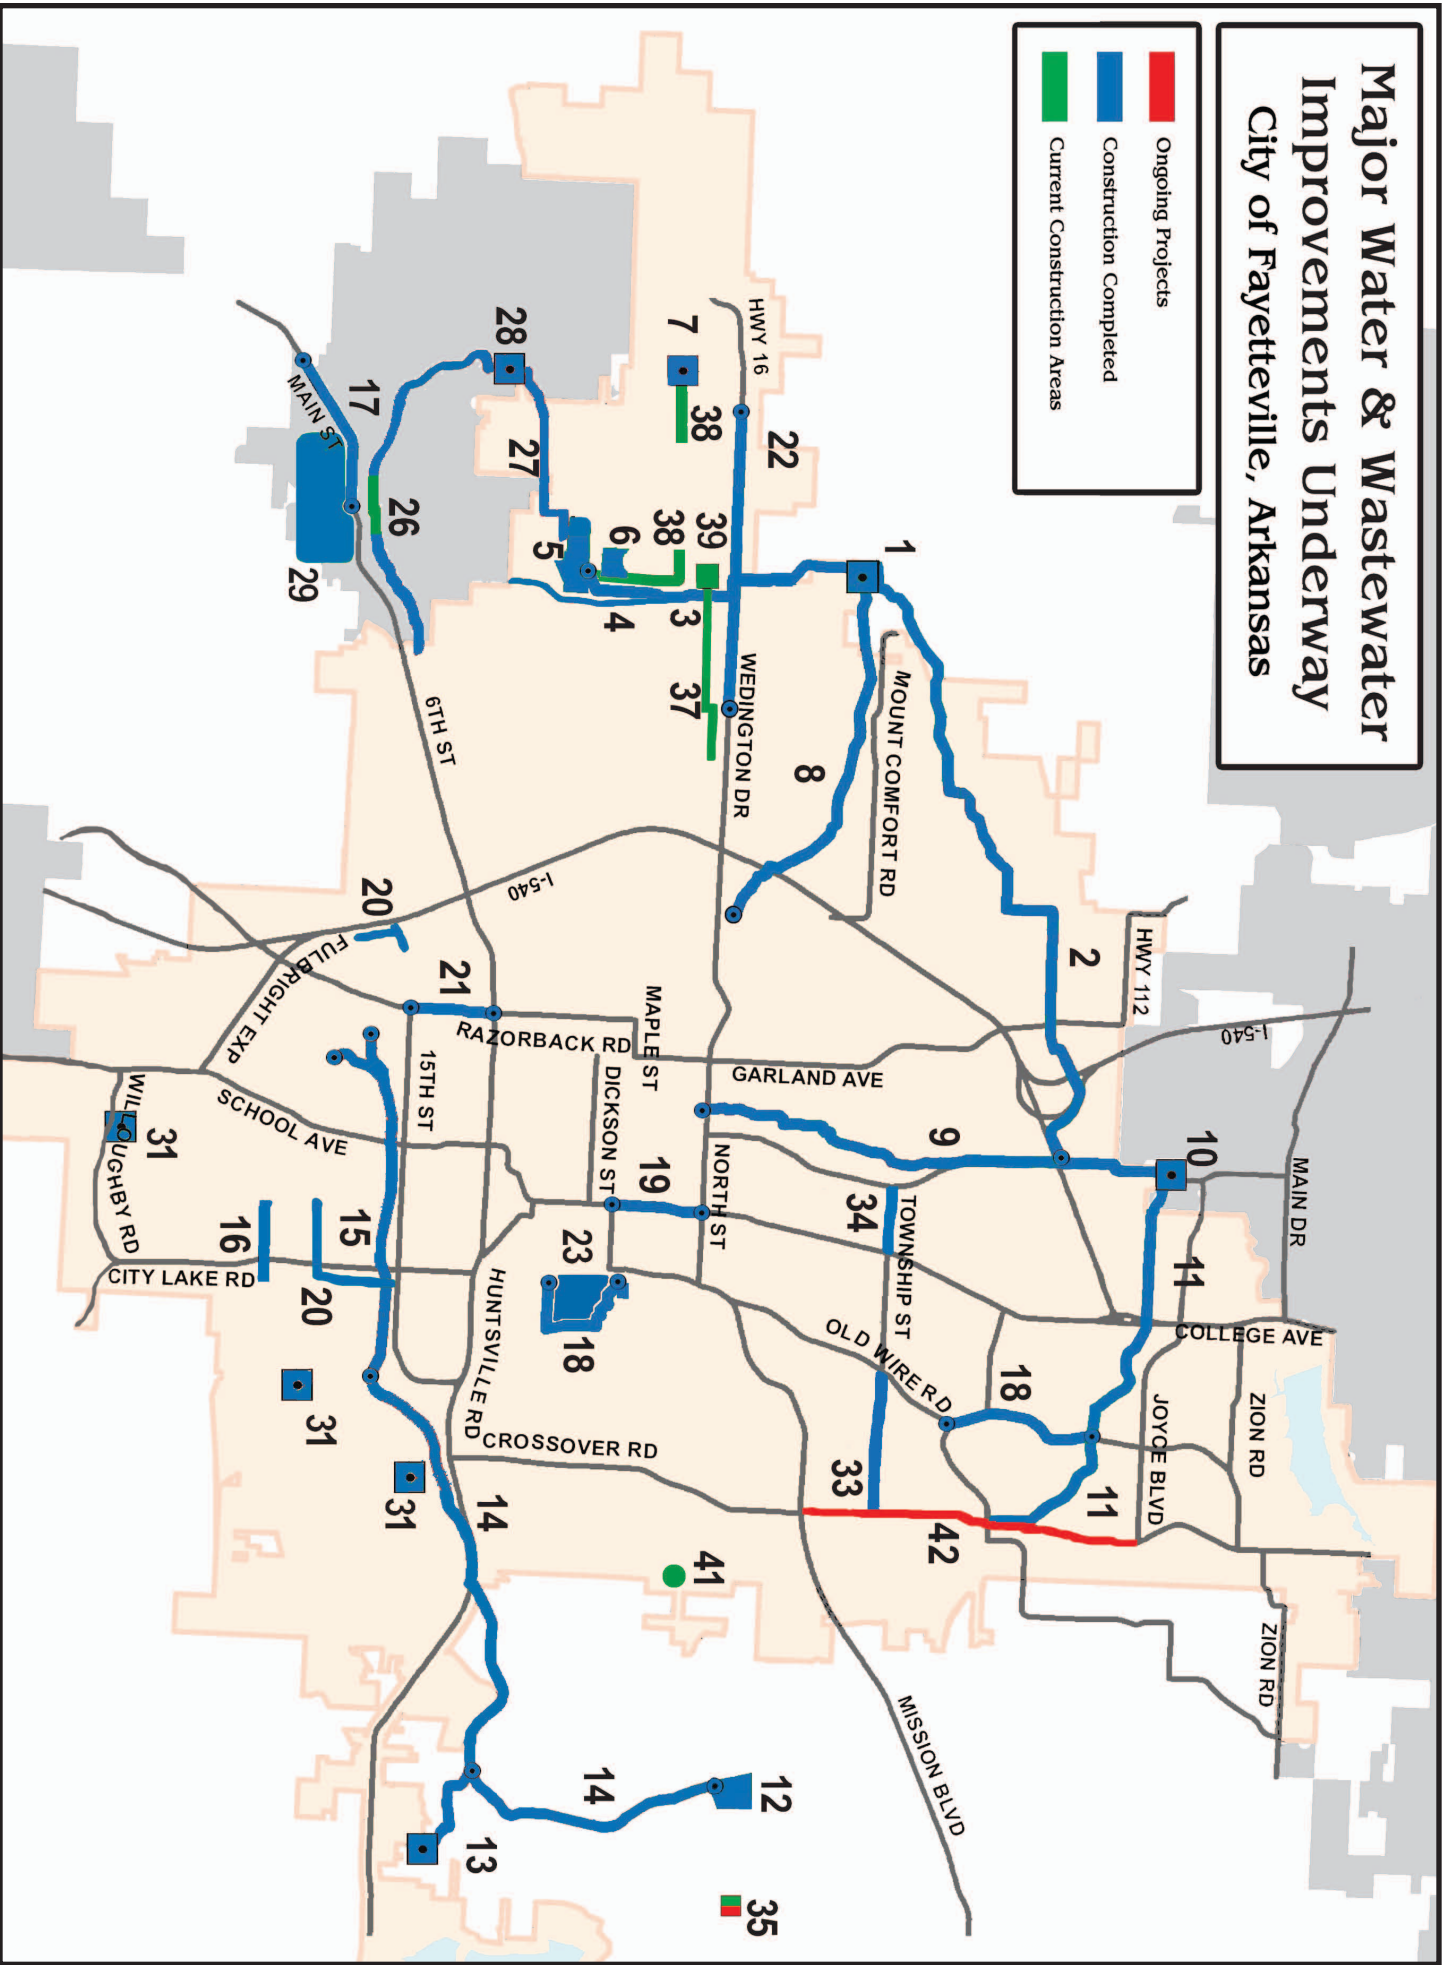 Major Water & Wastewater
Improvements Underway
City of Fayetteville, Arkansas
Ongoing Projects
Construction Completed
Current Construction Areas
MAIN DR
I-540
HWY 112
10
11
COLLEGE AVE
ZION RD
ZION RD
JOYCE BLVD
2
1
MOUNT COMFORT RD
9
34
TOWNSHIP ST
OLD WIRE RD
18
11
42
33
MISSION BLVD
8
HWY 16
22
WEDINGTON DR
7
38
39
38
37
3
6
4
5
GARLAND AVE
NORTH ST
MAPLE ST
19
DICKSON ST
23
18
41
12
35
14
28
27
I-540
RAZORBACK RD
HUNTSVILLE RD
CROSSOVER RD
14
13
17
26
MAIN ST
29
6TH ST
21
20
15TH ST
FULBRIGHT EXP
SCHOOL AVE
15
16
20
31
31
31
WILLOUGHBY RD
CITY LAKE RD